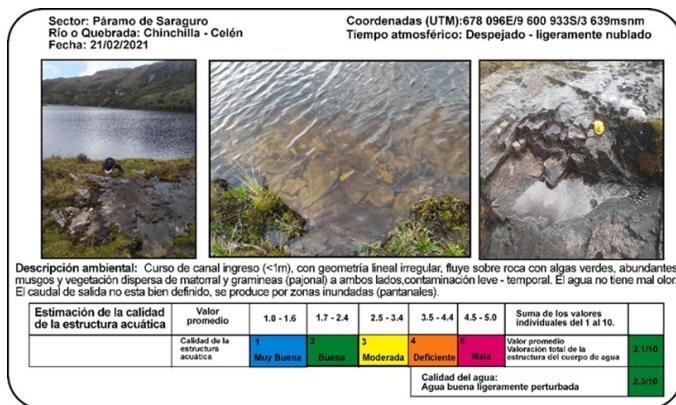 Sector: Páramo de Saraguro
Río o Quebrada: Chinchilla - Celén
Fecha: 21/02/2021
Coordenadas (UTM):678 096E/9 600 933S/3 639msnm
Tiempo atmosférico: Despejado - ligeramente nublado
Descripción ambiental: Curso de canal ingreso (<1m), con geometría lineal irregular, fluye sobre roca con algas verdes, abundantes
musgos y vegetación dispersa de matorral y gramineas (pajonal) a ambos lados,contaminación leve - temporal. El agua no tiene mal olor.
El caudal de salida no esta bien definido, se produce por zonas inundadas (pantanales).
Estimación de la calidad
de la estructura acuática
Valor
promedio
1.0 - 1.6
1.7 - 2.4
2.5 - 3.4
3.5 - 4.4
4.5 - 5.0
Suma de los valores
individuales del 1 al 10.
Calidad de la
estructura
acuática
1
Muy Buena
2
Buena
3
Moderada
4
Deficiente
5
Mala
Valor promedio
Valoración total de la
estructura del cuerpo de agua
2.1/10
Calidad del agua:
Agua buena ligeramente perturbada
2.3/10